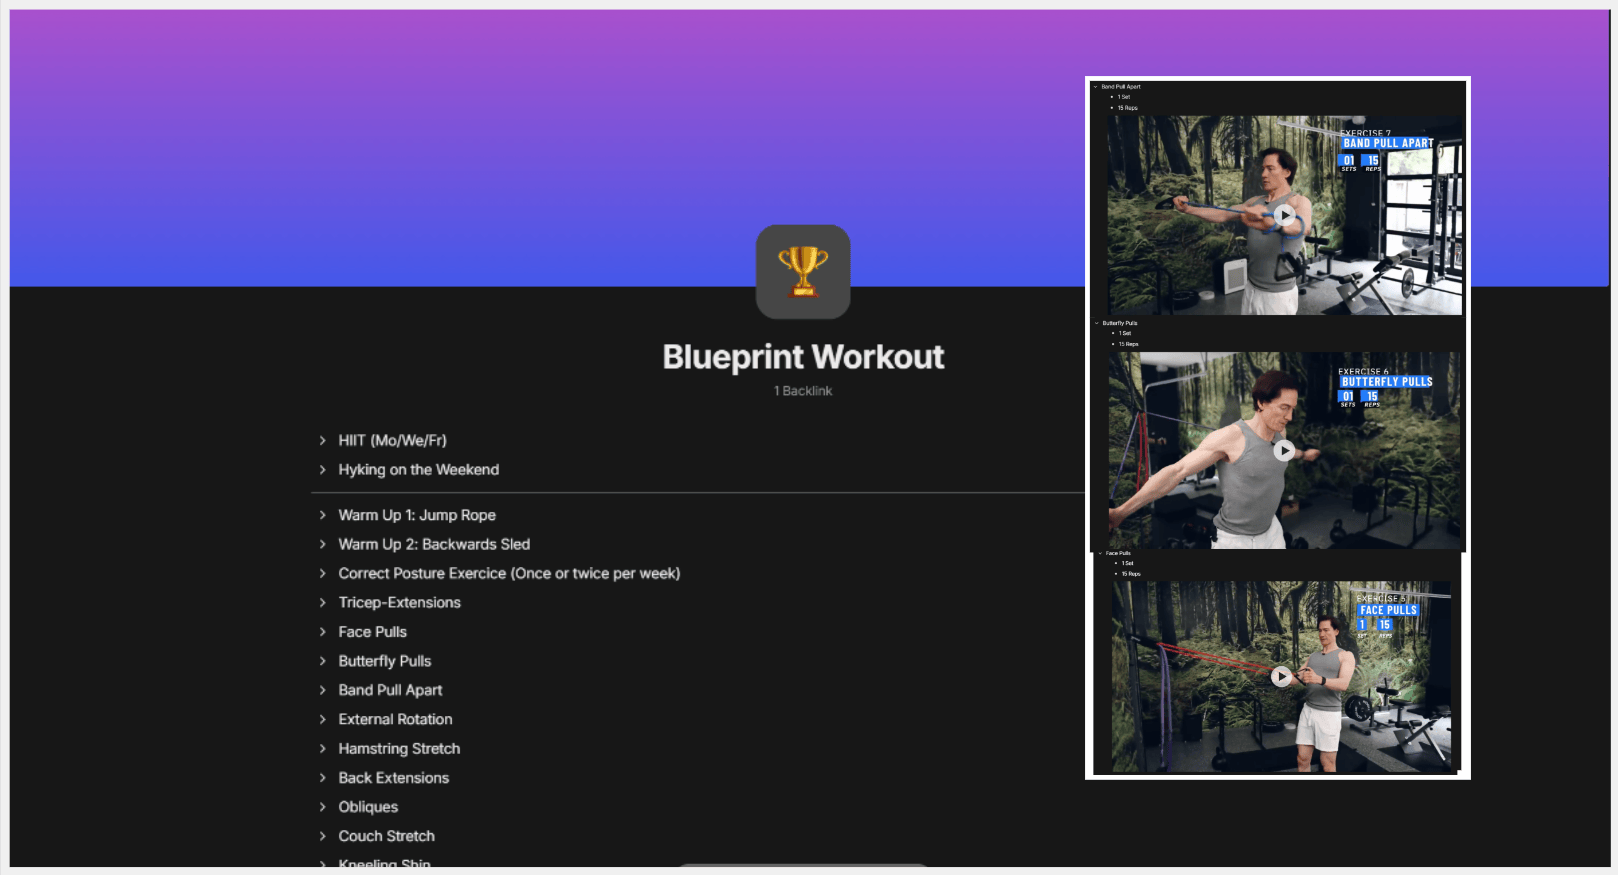 Blueprint Workout
1 Backlink
HIIT (Mo/We/Fr)
Hyking on the Weekend
Warm Up 1: Jump Rope
Warm Up 2: Backwards Sled
Correct Posture Exercice (Once or twice per week)
Tricep-Extensions
Face Pulls
Butterfly Pulls
Band Pull Apart
External Rotation
Hamstring Stretch
Back Extensions
Obliques
Couch Stretch
Kneeling Shin
Band Pull Apart
1 Set
15 Reps
EXERCISE 7
BAND PULL APART
01 15
SETS REPS
Butterfly Pulls
1 Set
15 Reps
EXERCISE 6
BUTTERFLY PULLS
01 15
SETS REPS
Face Pulls
1 Set
15 Reps
EXERCISE 5
FACE PULLS
1 15
SET REPS